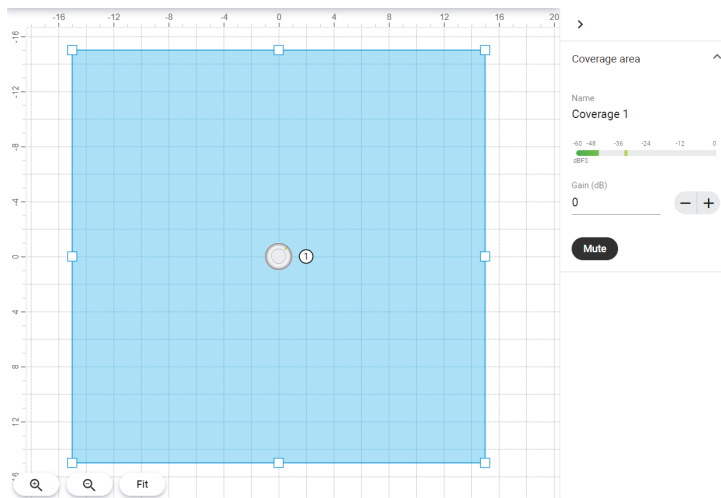 -16 -12 -8 -4 0 4 8 12 16 20
-16
-12
-8
-4
0
4
8
12
16
1
Fit
Coverage area
Name
Coverage 1
-60 -48 -36 -24 -12 0
dBFS
Gain (dB)
0
Mute